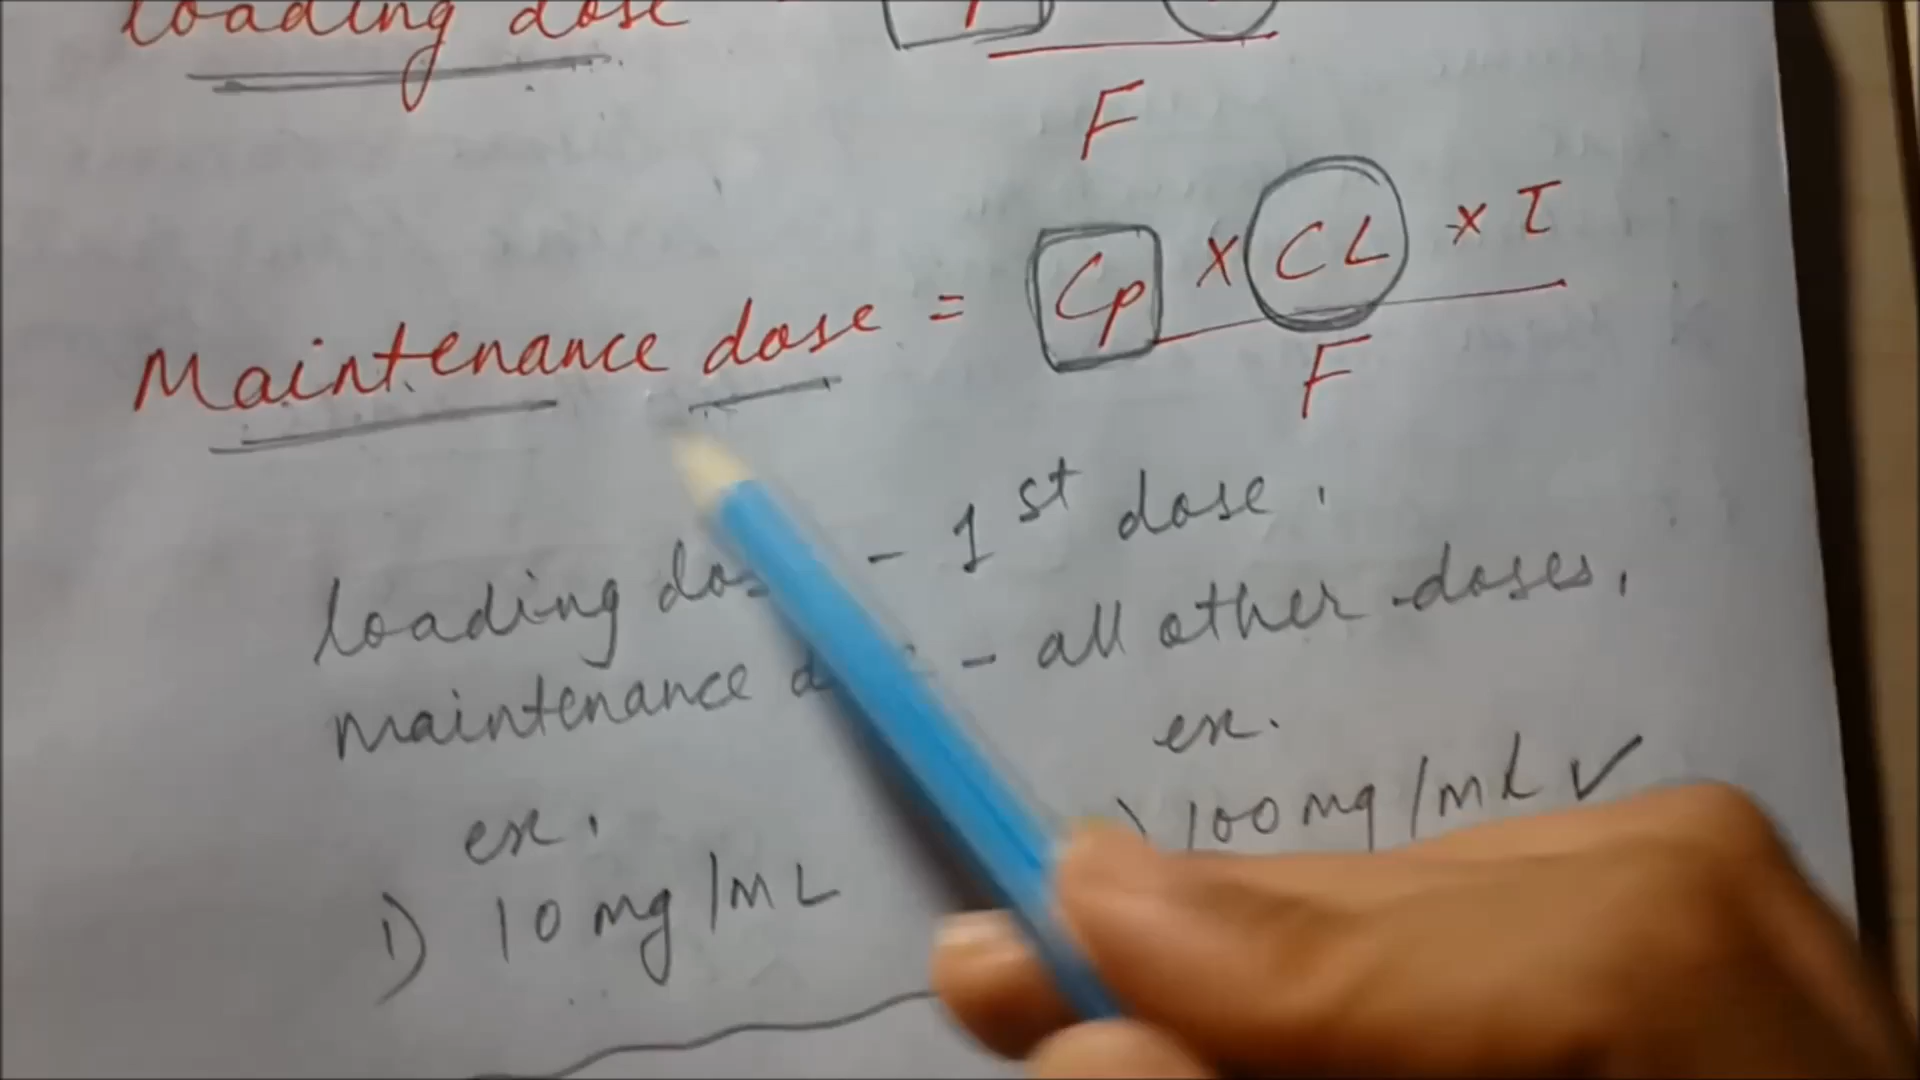 loading dose
F
Maintenance dose = Cp x CL x τ
F
loading dos - 1st dose.
maintenance d - all other doses.
ex.
ex.
100 mg/mL ✓
1) 10 mg/mL